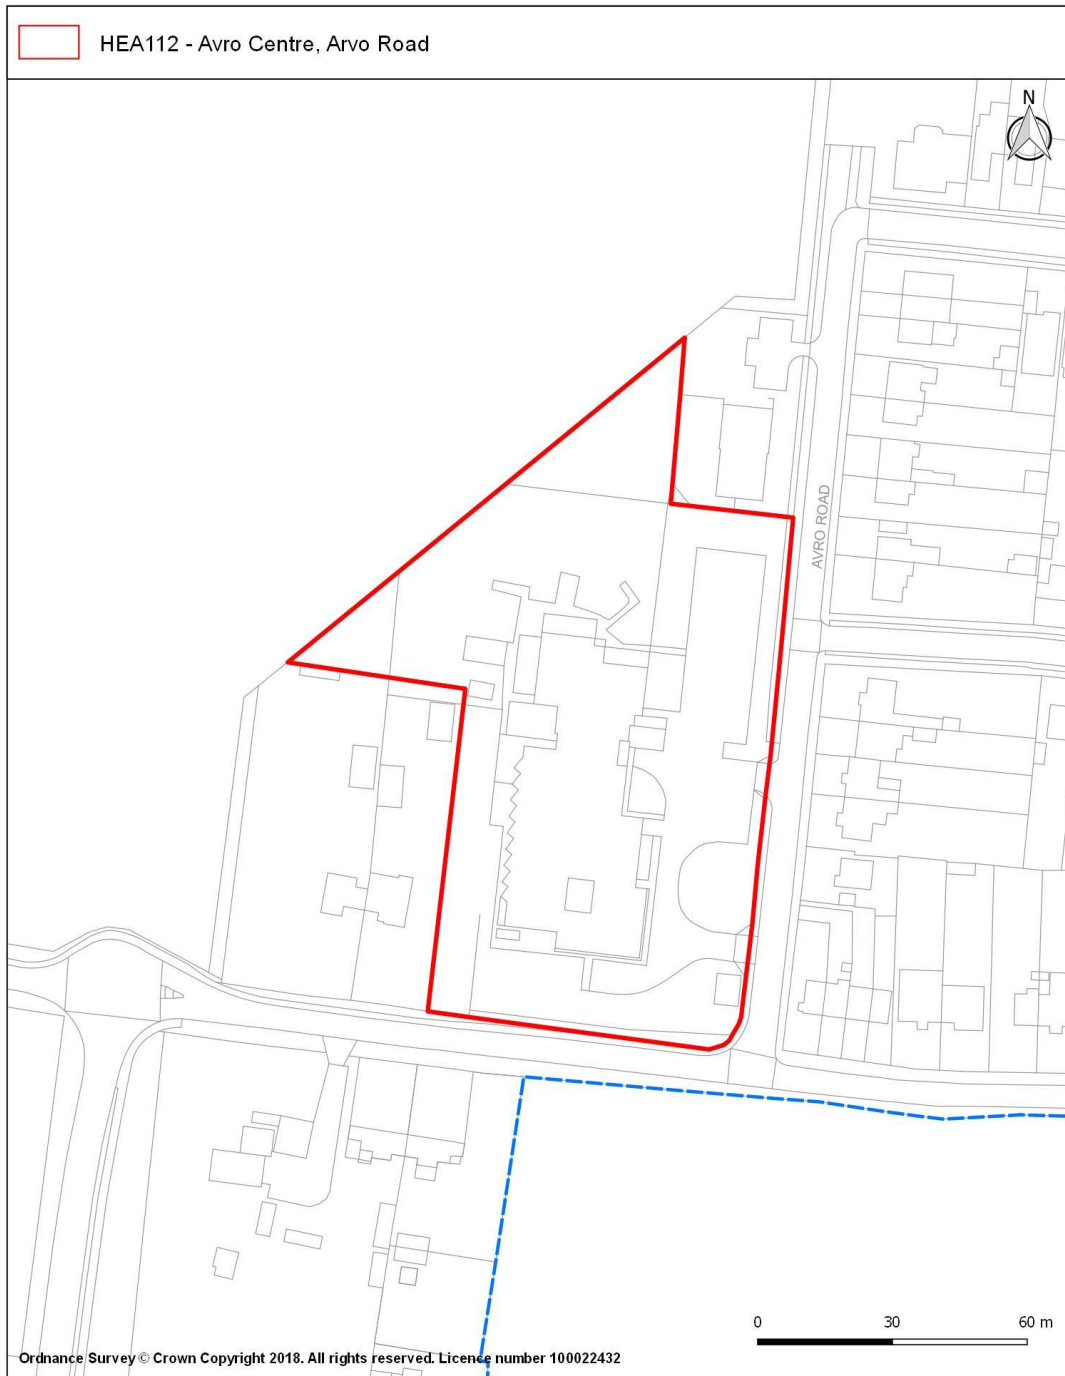 HEA112 - Avro Centre, Arvo Road
N
AVRO ROAD
0 30 60 m
Ordnance Survey © Crown Copyright 2018. All rights reserved. Licence number 100022432